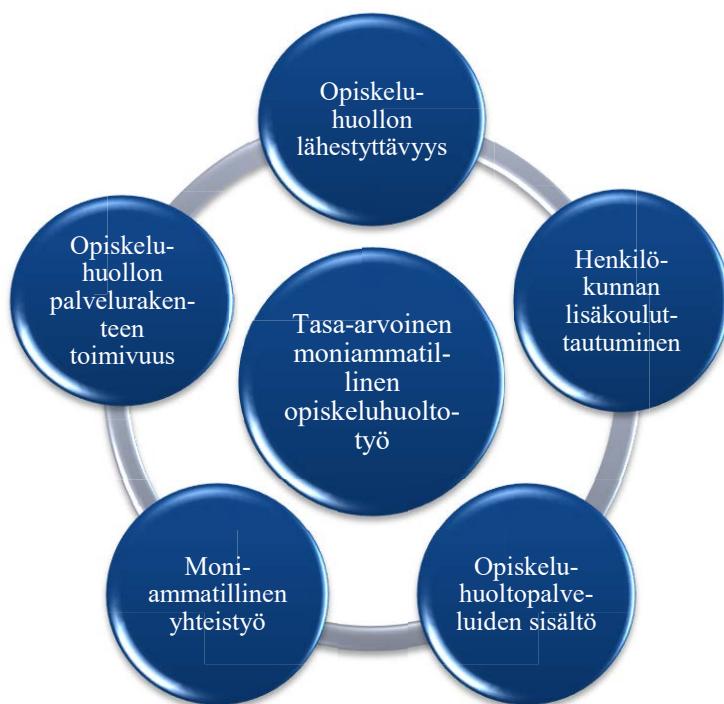 Opiskelu-
huollon
lähestyttävyys
Henkilö-
kunnan
lisäkoulut-
tautuminen
Opiskelu-
huoltopalve-
luiden sisältö
Moni-
ammatillinen
yhteistyö
Opiskelu-
huollon
palveluraken-
teen
toimivuus
Tasa-arvoinen
moniammatil-
linen
opiskeluhuolto-
työ